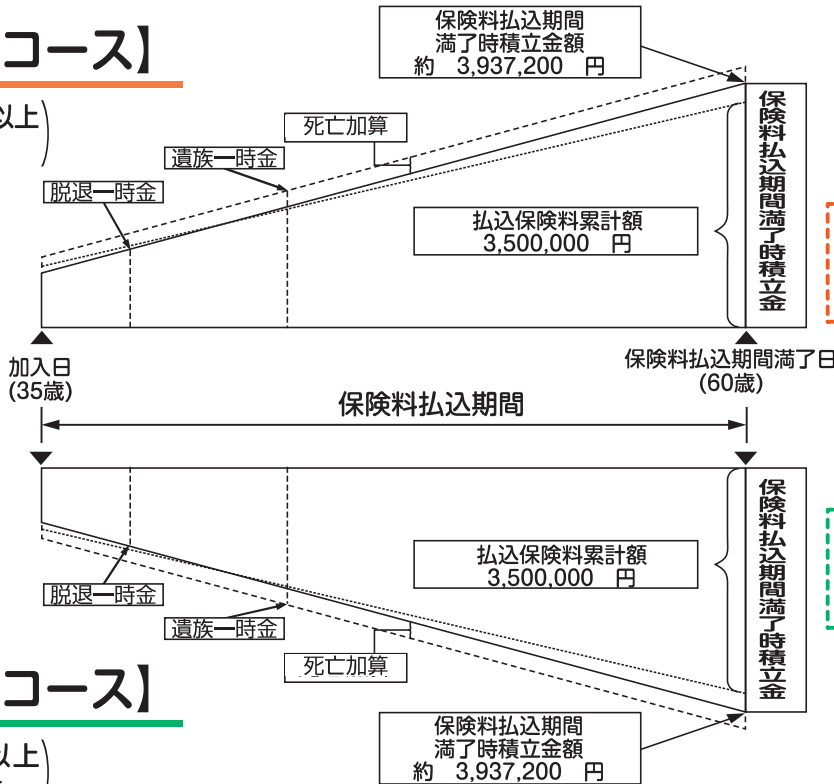 コース】
以上
保険料払込期間
満了時積立金額
約 3,937,200 円
死亡加算
遺族一時金
脱退一時金
払込保険料累計額
3,500,000 円
保険料払込期間満了時積立金
加入日
(35歳)
保険料払込期間満了日
(60歳)
保険料払込期間
払込保険料累計額
3,500,000 円
保険料払込期間満了時積立金
脱退一時金
遺族一時金
死亡加算
コース】
以上
保険料払込期間
満了時積立金額
約 3,937,200 円